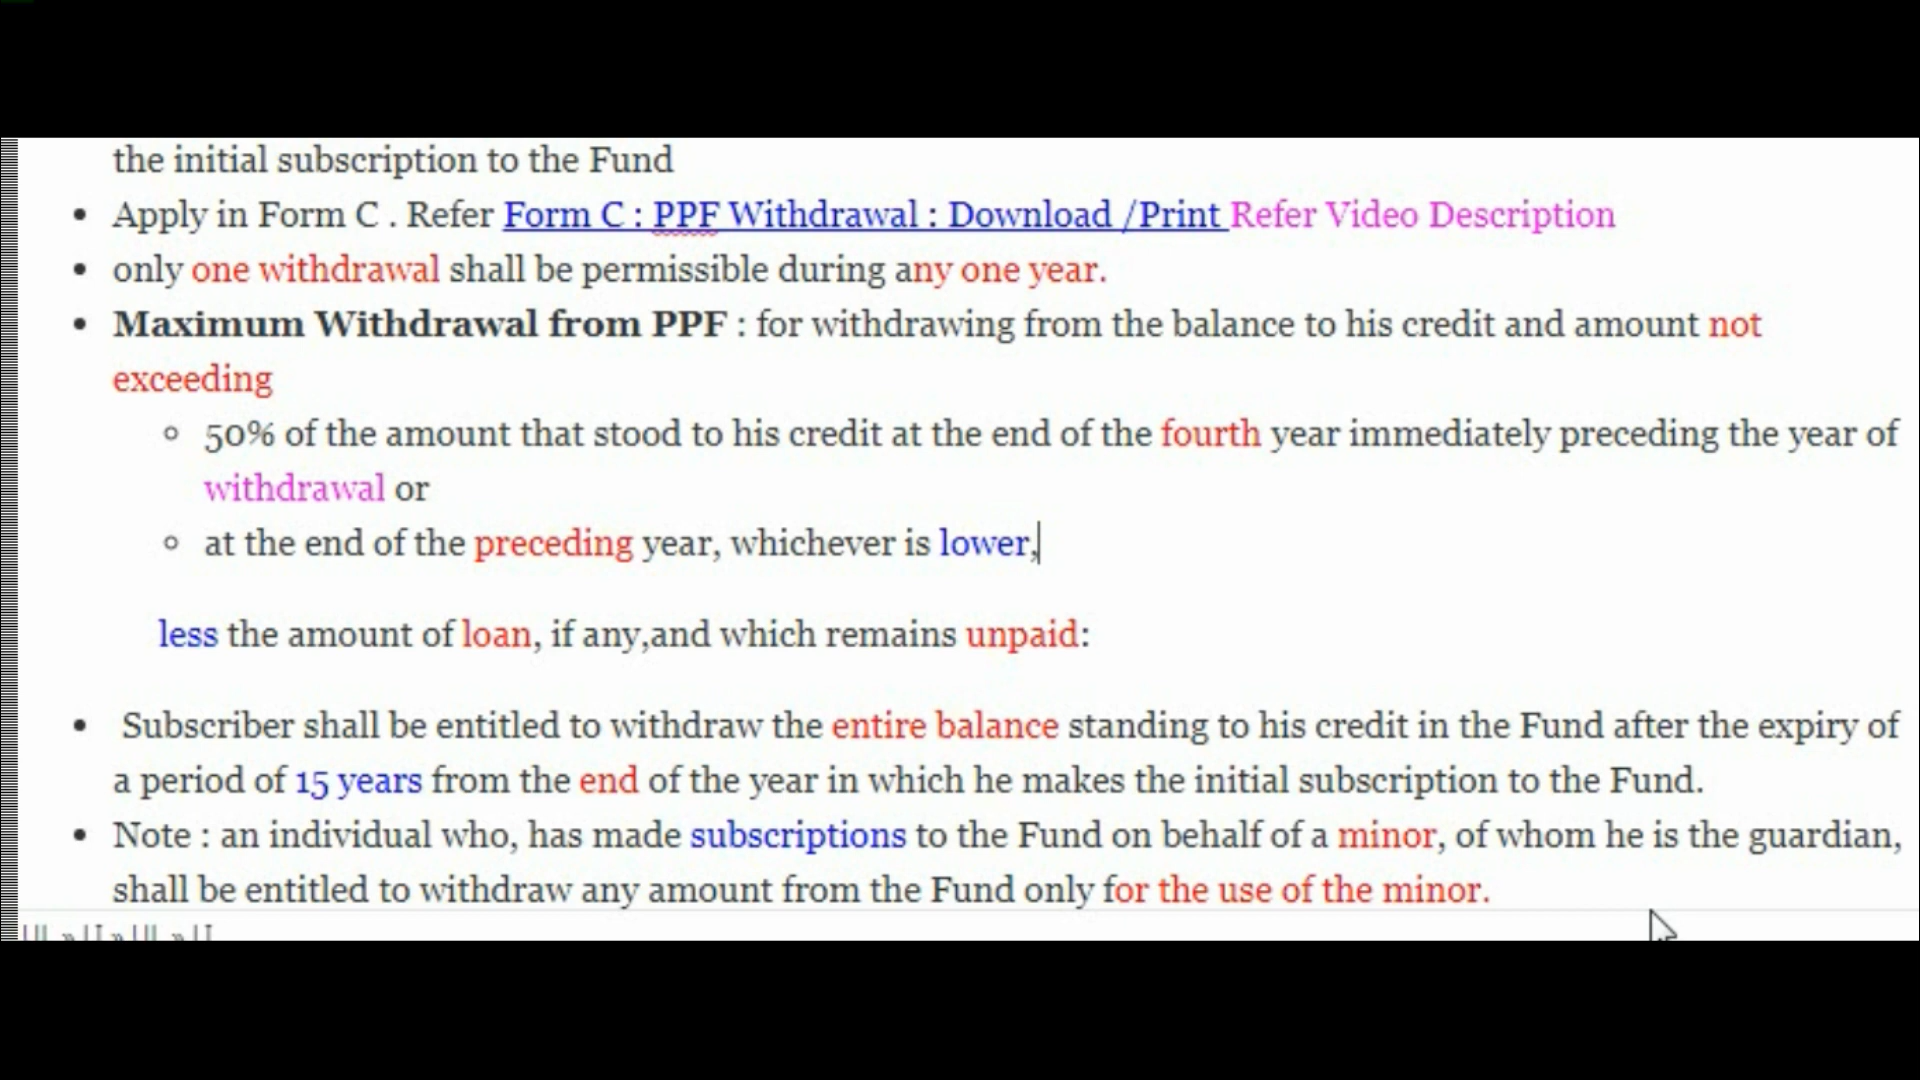 the initial subscription to the Fund
• Apply in Form C . Refer Form C : PPF Withdrawal : Download /Print Refer Video Description
• only one withdrawal shall be permissible during any one year.
• Maximum Withdrawal from PPF : for withdrawing from the balance to his credit and amount not
exceeding
◦ 50% of the amount that stood to his credit at the end of the fourth year immediately preceding the year of
withdrawal or
◦ at the end of the preceding year, whichever is lower,
less the amount of loan, if any,and which remains unpaid:
• Subscriber shall be entitled to withdraw the entire balance standing to his credit in the Fund after the expiry of
a period of 15 years from the end of the year in which he makes the initial subscription to the Fund.
• Note : an individual who, has made subscriptions to the Fund on behalf of a minor, of whom he is the guardian,
shall be entitled to withdraw any amount from the Fund only for the use of the minor.